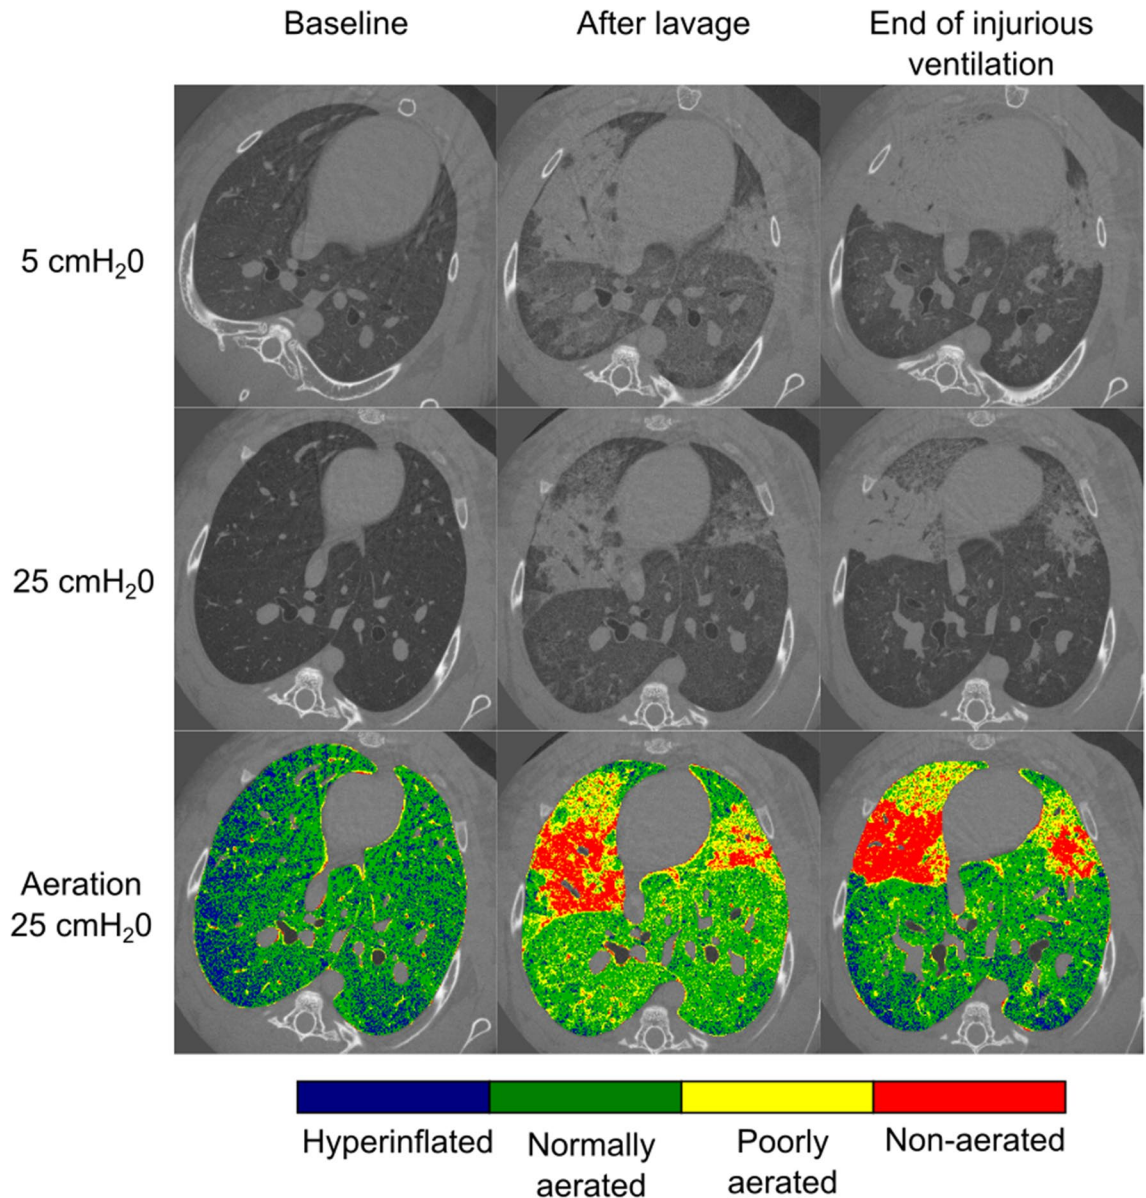 Baseline
After lavage
End of injurious
ventilation
5 cmH₂0
25 cmH₂0
Aeration
25 cmH₂0
Hyperinflated
Normally
aerated
Poorly
aerated
Non-aerated